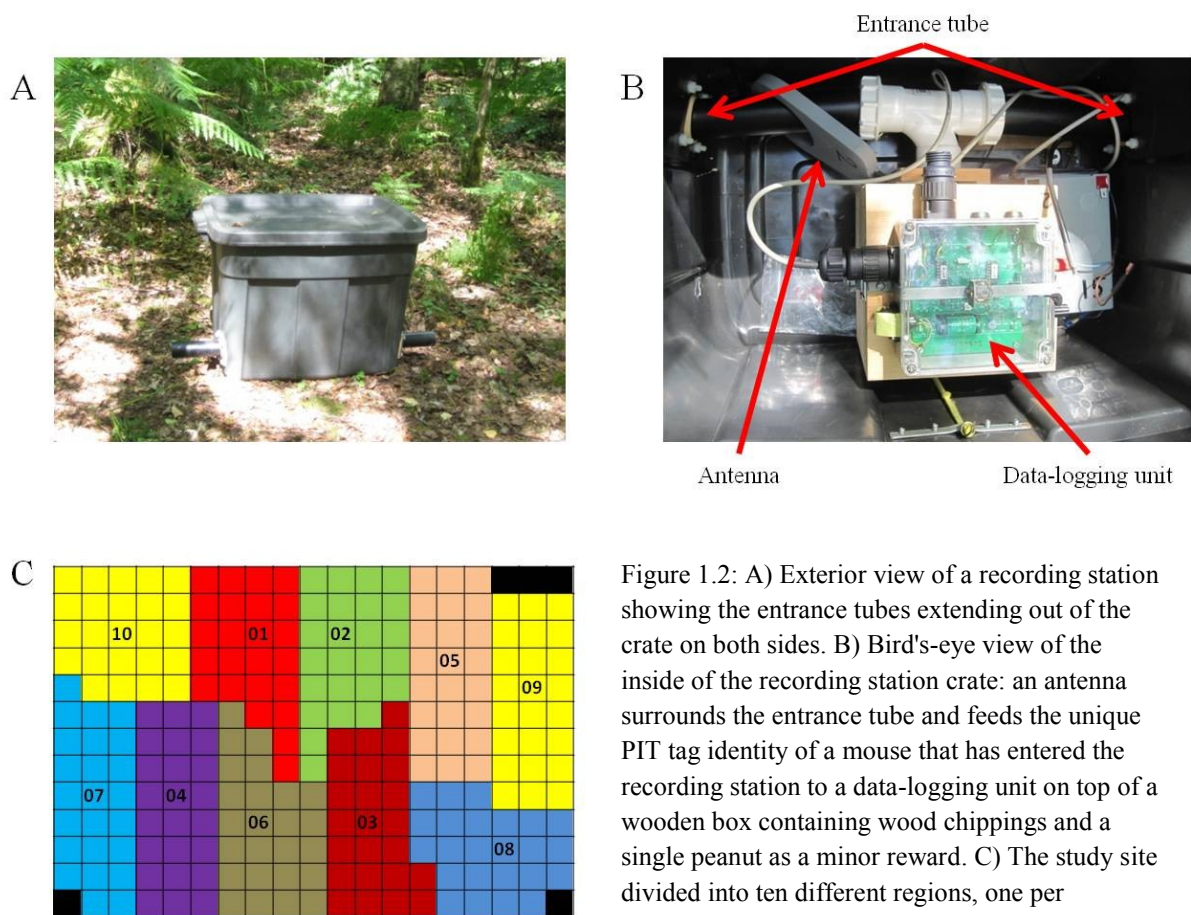 Entrance tube
A
B
Antenna
Data-logging unit
C
10
01
02
05
09
07
04
06
03
08
Figure 1.2: A) Exterior view of a recording station
showing the entrance tubes extending out of the
crate on both sides. B) Bird's-eye view of the
inside of the recording station crate: an antenna
surrounds the entrance tube and feeds the unique
PIT tag identity of a mouse that has entered the
recording station to a data-logging unit on top of a
wooden box containing wood chippings and a
single peanut as a minor reward. C) The study site
divided into ten different regions, one per